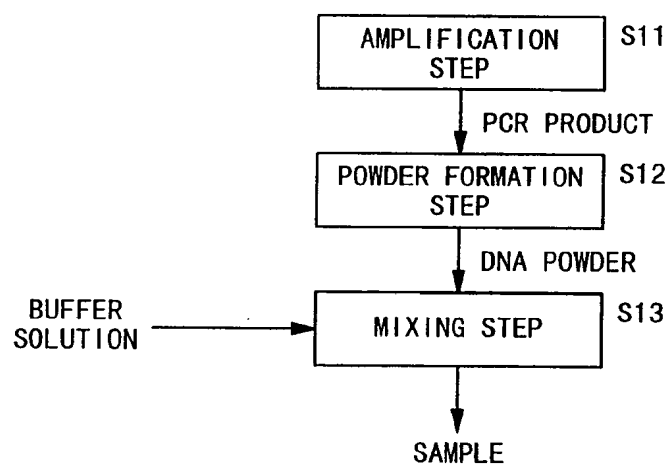 AMPLIFICATION
STEP
S11
PCR PRODUCT
POWDER FORMATION
STEP
S12
DNA POWDER
BUFFER
SOLUTION
MIXING STEP
S13
SAMPLE